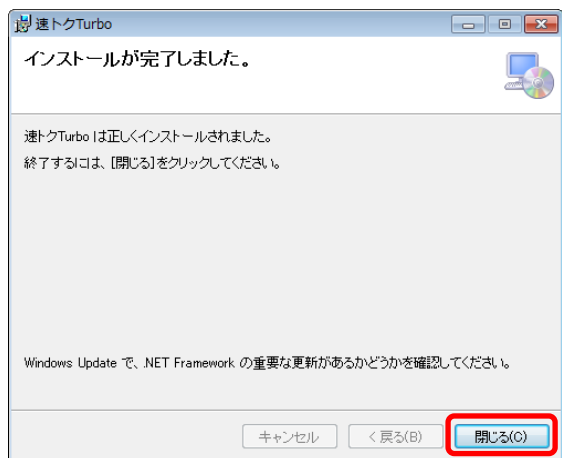 速トクTurbo
インストールが完了しました。
速トクTurbo は正しくインストールされました。
終了するには、[閉じる]をクリックしてください。
Windows Update で、.NET Framework の重要な更新があるかどうかを確認してください。
キャンセル < 戻る(B) 閉じる(C)